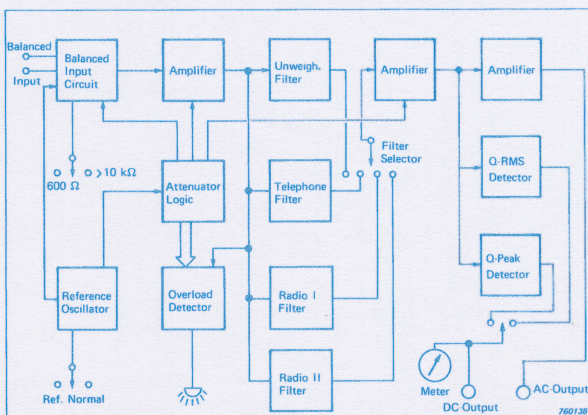 Balanced
Input
Balanced
Input
Circuit
Amplifier
Unweigh.
Filter
Amplifier
Amplifier
600 Ω
>10 kΩ
Attenuator
Logic
Telephone
Filter
Filter
Selector
Q-RMS
Detector
Q-Peak
Detector
Reference
Oscillator
Overload
Detector
Radio I
Filter
Radio II
Filter
Ref. Normal
Meter
DC-Output
AC-Output